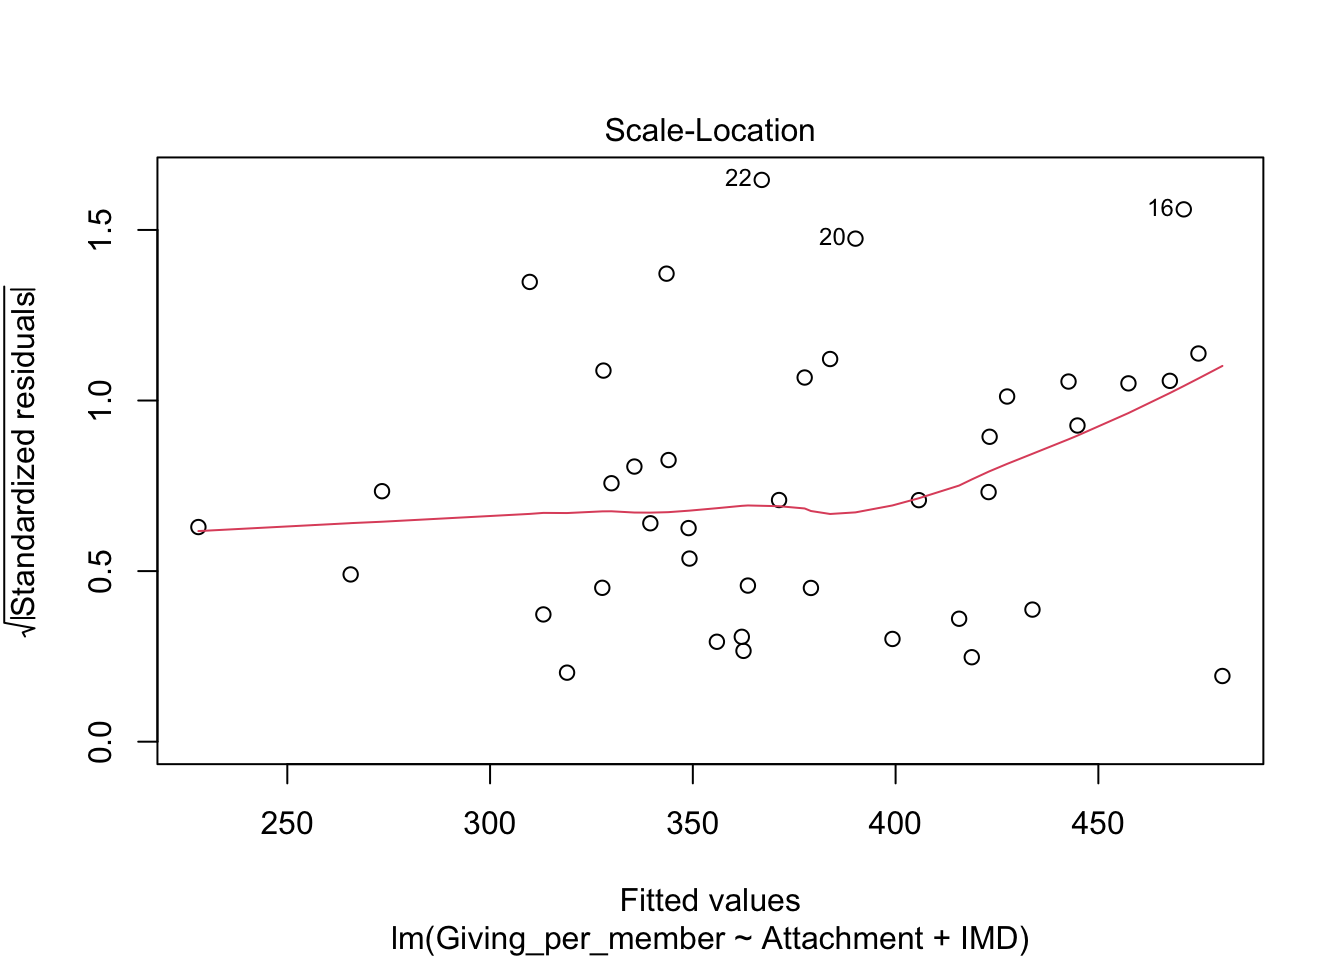 Scale-Location
√|Standardized residuals|
1.5
1.0
0.5
0.0
22
20
16
250 300 350 400 450
Fitted values
lm(Giving_per_member ~ Attachment + IMD)